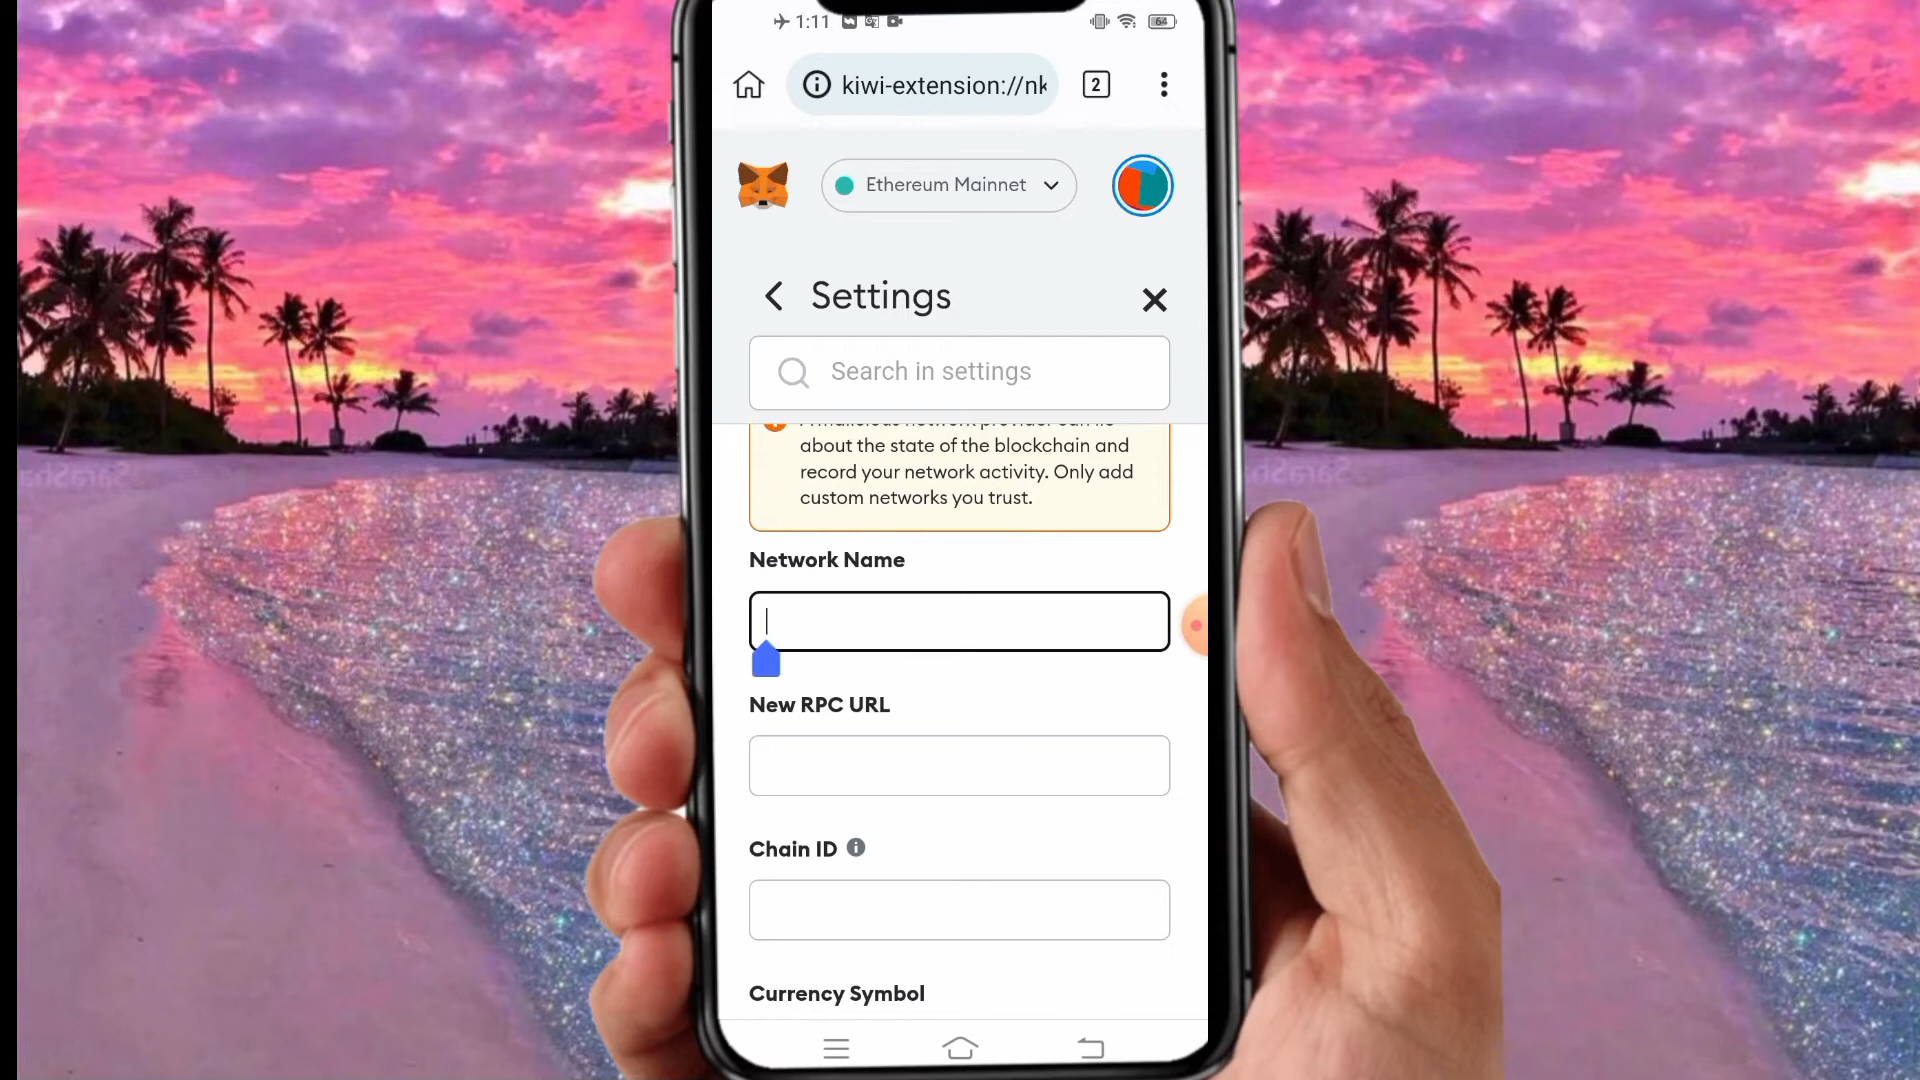 1:11
64
kiwi-extension://nk
2
Ethereum Mainnet
Settings
Search in settings
A malicious network provider can lie
about the state of the blockchain and
record your network activity. Only add
custom networks you trust.
Network Name
New RPC URL
Chain ID
Currency Symbol